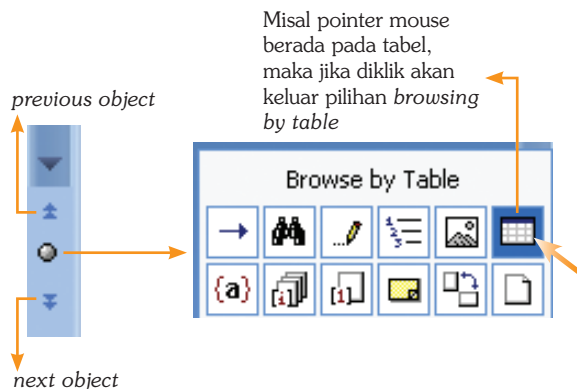 Misal pointer mouse
berada pada tabel,
maka jika diklik akan
keluar pilihan browsing
by table
previous object
Browse by Table
{a} [i] [1]
next object